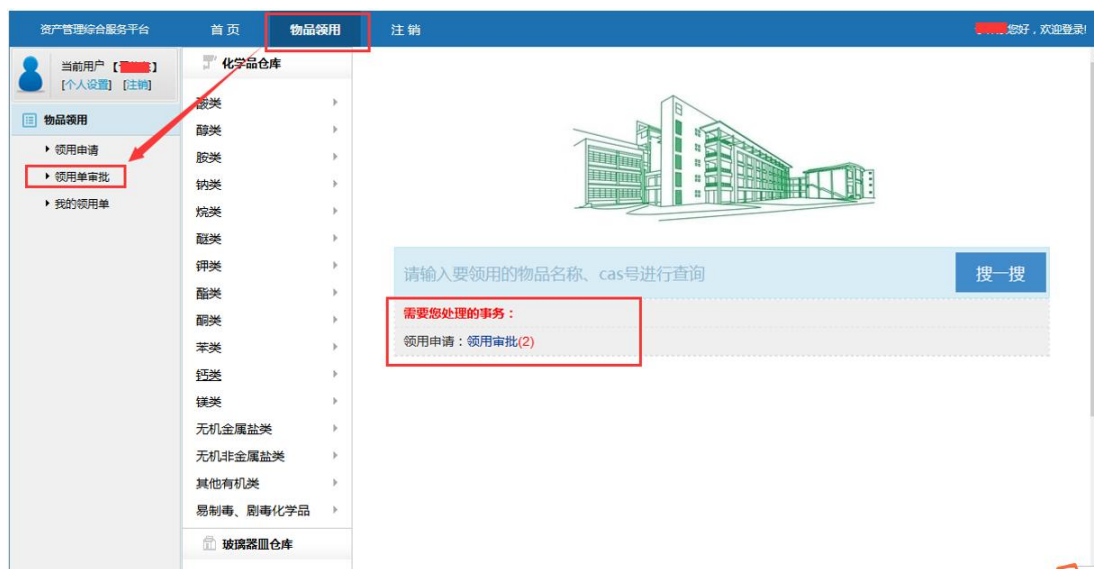 资产管理综合服务平台 首页 物品领用 注销 您好，欢迎登录!
当前用户【】
[个人设置] [注销]
物品领用
领用申请
领用单审批
我的领用单
化学品仓库
酸类
醇类
胺类
钠类
烷类
醚类
钾类
酯类
酮类
苯类
钙类
镁类
无机金属盐类
无机非金属盐类
其他有机类
易制毒、剧毒化学品
玻璃器皿仓库
请输入要领用的物品名称、cas号进行查询 搜一搜
需要您处理的事务：
领用申请：领用审批(2)